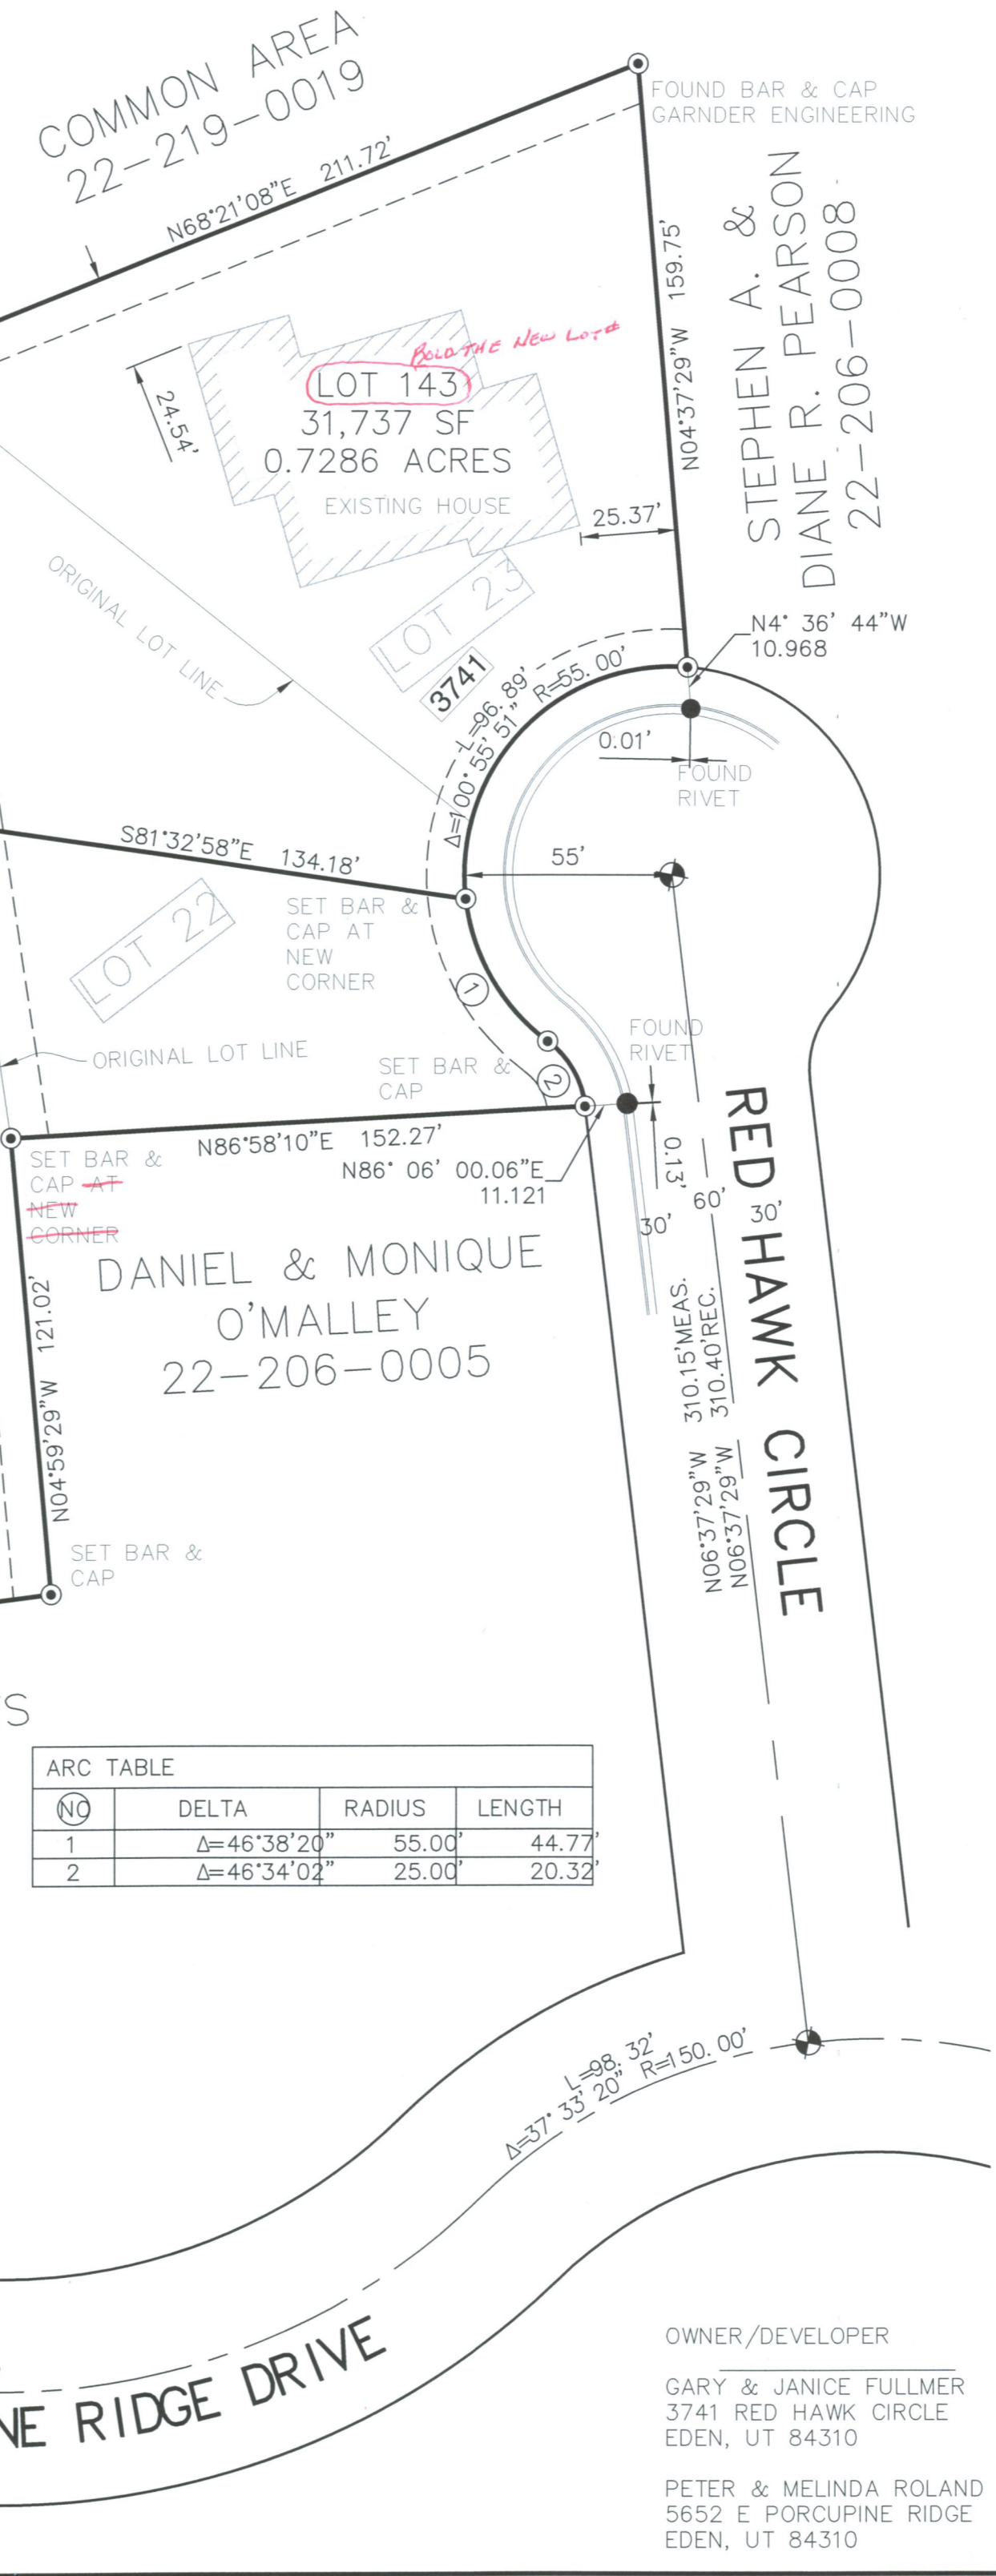 COMMON AREA
22-219-0019
N68°21'08"E 211.72'
FOUND BAR & CAP
GARNDER ENGINEERING
STEPHEN A. &
DIANE R. PEARSON
22-206-0008
N04°37'29"W 159.75'
BOLD THE NEW LOT#
LOT 143
31,737 SF
0.7286 ACRES
EXISTING HOUSE
24.54'
25.37'
ORIGINAL LOT LINE
LOT 23
3741
N4° 36' 44"W
10.968
L=96.89' R=55.00'
Δ=100° 55' 51"
0.01'
FOUND
RIVET
S81°32'58"E 134.18'
55'
SET BAR &
CAP AT
NEW
CORNER
LOT 22
1
FOUND
RIVET
ORIGINAL LOT LINE
SET BAR &
CAP
2
N86°58'10"E 152.27'
SET BAR &
CAP AT
NEW
CORNER
N86° 06' 00.06"E
11.121
0.13'
60'
30'
30'
RED HAWK CIRCLE
DANIEL & MONIQUE
O'MALLEY
22-206-0005
N04°59'29"W 121.02'
N06°37'29"W 310.15'MEAS.
N06°37'29"W 310.40'REC.
SET BAR &
CAP
S
ARC TABLE
NO DELTA RADIUS LENGTH
1 Δ=46°38'20" 55.00' 44.77'
2 Δ=46°34'02" 25.00' 20.32'
L=98.32'
Δ=37° 33' 20" R=150.00'
NE RIDGE DRIVE
OWNER/DEVELOPER
GARY & JANICE FULLMER
3741 RED HAWK CIRCLE
EDEN, UT 84310
PETER & MELINDA ROLAND
5652 E PORCUPINE RIDGE
EDEN, UT 84310